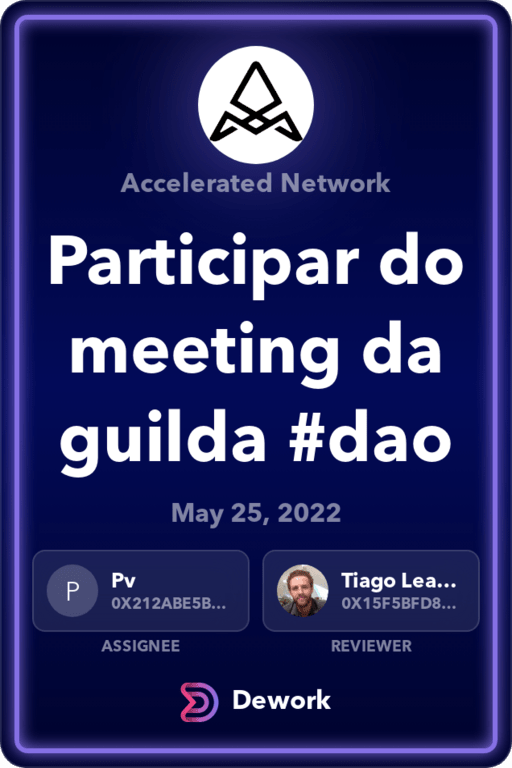 Accelerated Network
Participar do
meeting da
guilda #dao
May 25, 2022
P
Pv
0X212ABE5B...
ASSIGNEE
Tiago Lea...
0X15F5BFD8...
REVIEWER
Dework